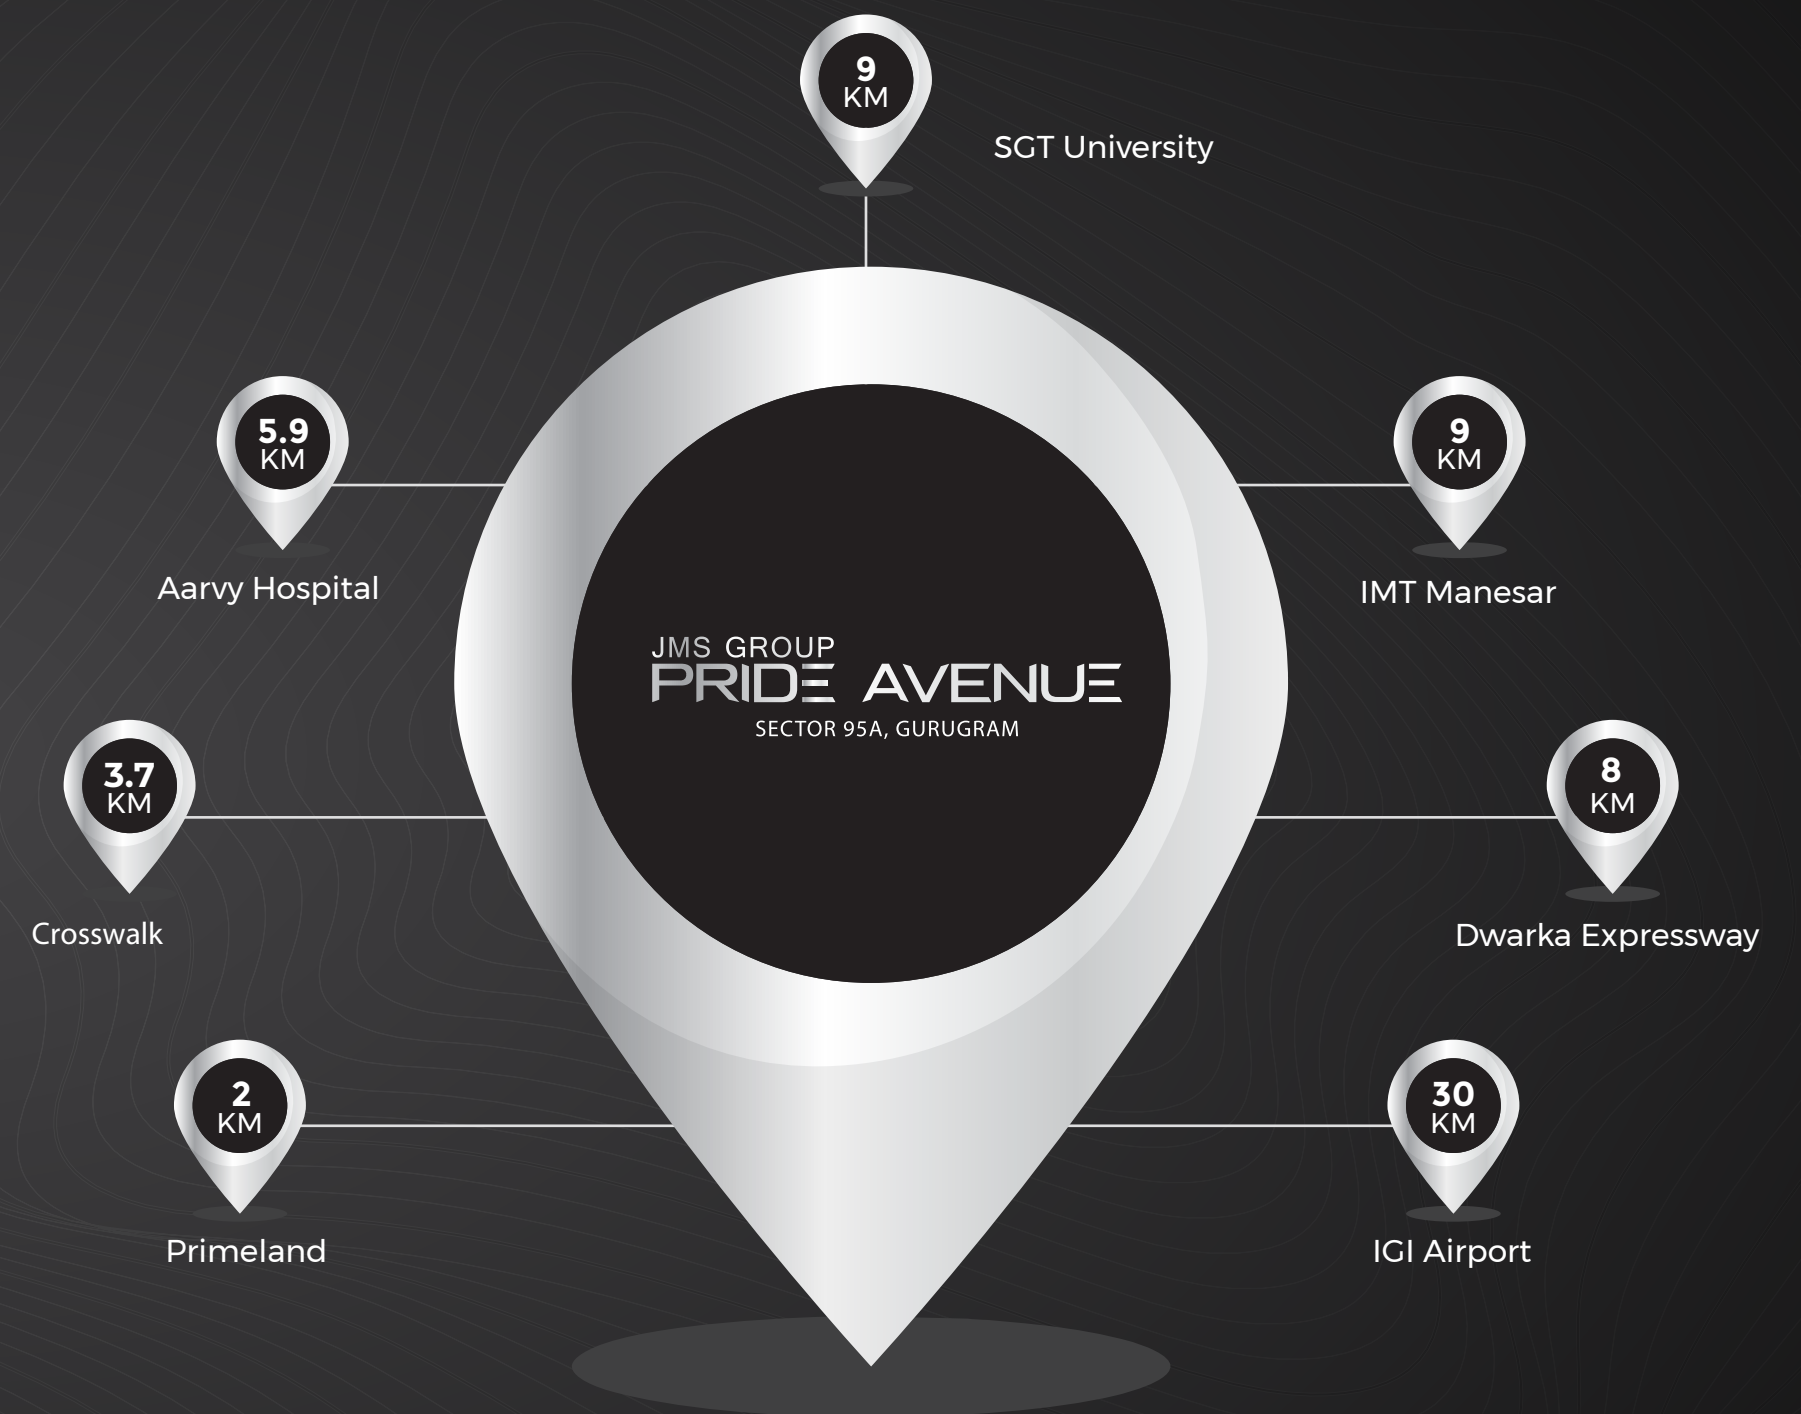 9
KM
SGT University
5.9
KM
Aarvy Hospital
9
KM
IMT Manesar
JMS GROUP
PRIDE AVENUE
SECTOR 95A, GURUGRAM
3.7
KM
Crosswalk
8
KM
Dwarka Expressway
2
KM
Primeland
30
KM
IGI Airport